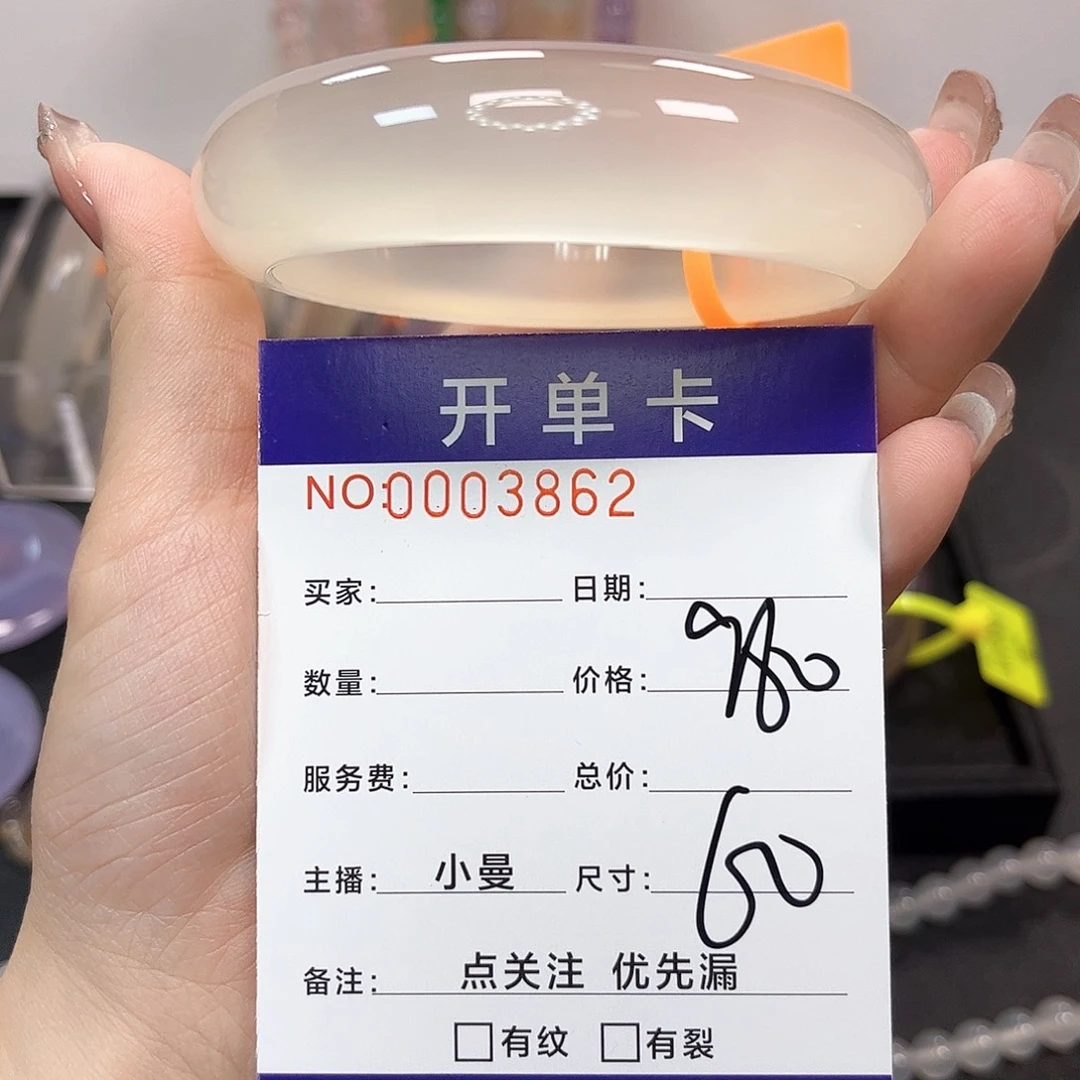 开单卡
NO:0003862
买家: 日期:
数量: 价格: 980
服务费: 总价:
主播: 小曼 尺寸: 60
备注: 点关注 优先漏
□有纹 □有裂